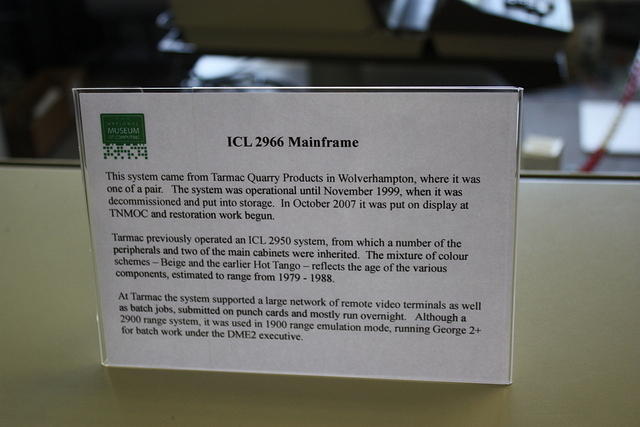 NATIONAL
MUSEUM
OF COMPUTING
ICL 2966 Mainframe
This system came from Tarmac Quarry Products in Wolverhampton, where it was
one of a pair. The system was operational until November 1999, when it was
decommissioned and put into storage. In October 2007 it was put on display at
TNMOC and restoration work begun.
Tarmac previously operated an ICL 2950 system, from which a number of the
peripherals and two of the main cabinets were inherited. The mixture of colour
schemes – Beige and the earlier Hot Tango – reflects the age of the various
components, estimated to range from 1979 - 1988.
At Tarmac the system supported a large network of remote video terminals as well
as batch jobs, submitted on punch cards and mostly run overnight. Although a
2900 range system, it was used in 1900 range emulation mode, running George 2+
for batch work under the DME2 executive.